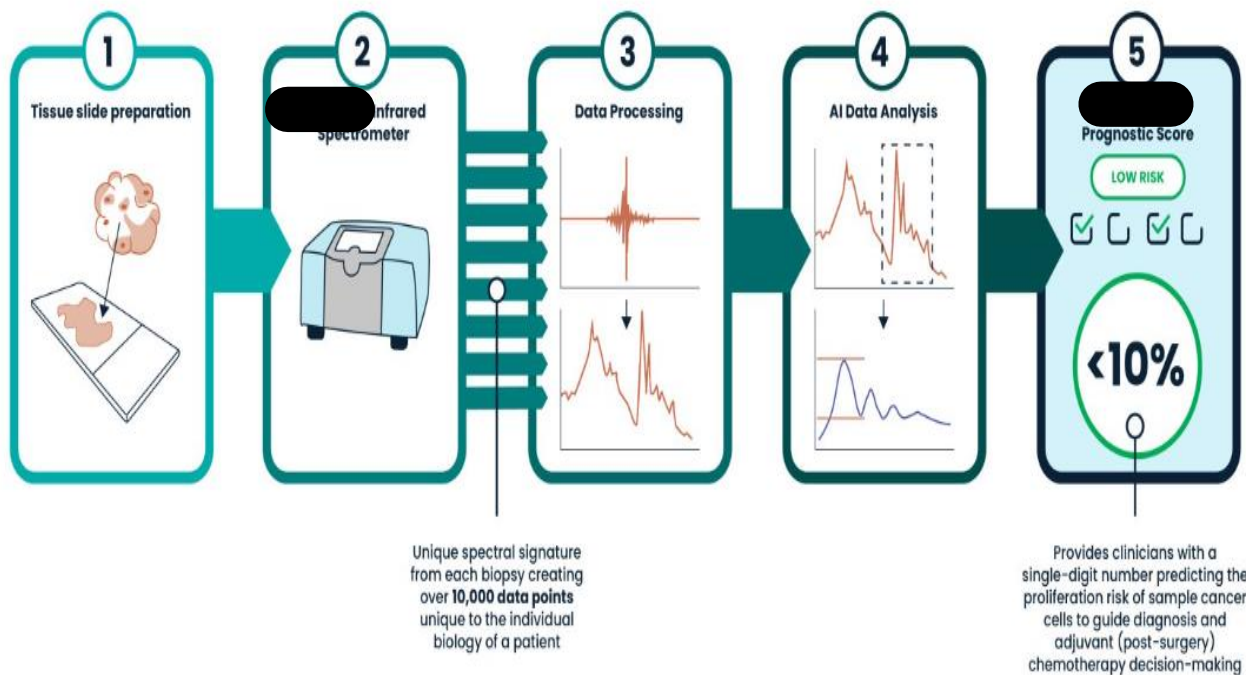 1
Tissue slide preparation
2
Infrared
Spectrometer
3
Data Processing
4
AI Data Analysis
5
Prognostic Score
LOW RISK
<10%
Unique spectral signature
from each biopsy creating
over 10,000 data points
unique to the individual
biology of a patient
Provides clinicians with a
single-digit number predicting the
proliferation risk of sample cancer
cells to guide diagnosis and
adjuvant (post-surgery)
chemotherapy decision-making